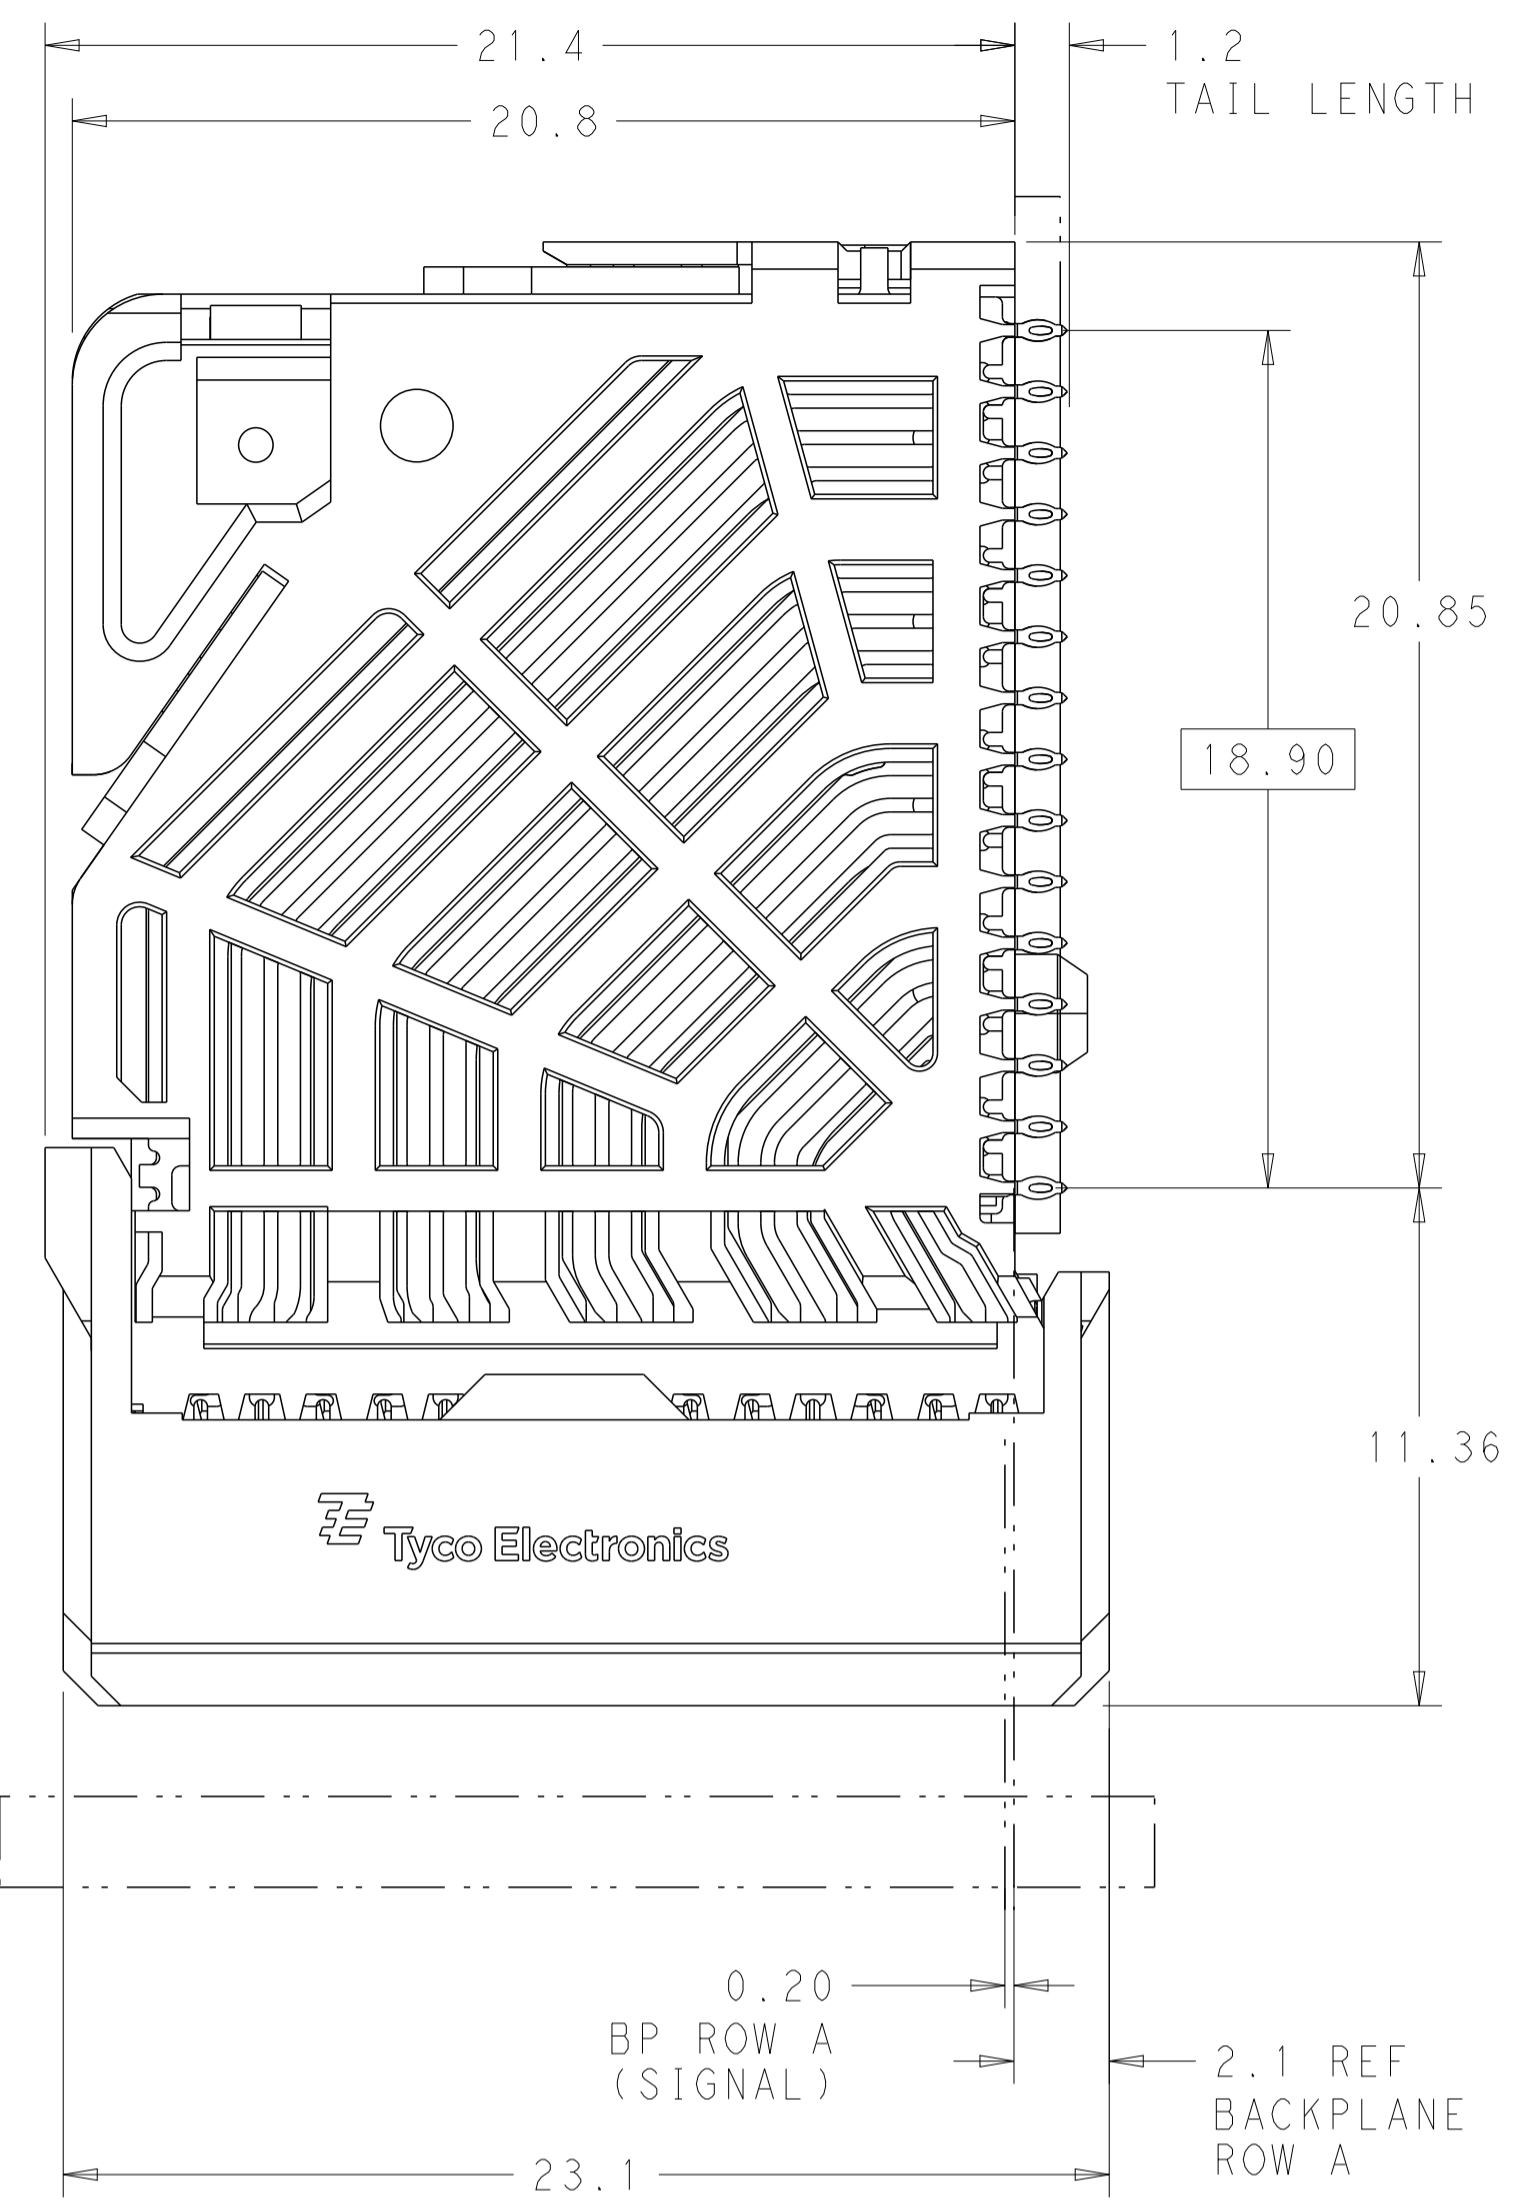 21.4
1.2
TAIL LENGTH
20.8
20.85
18.90
11.36
Tyco Electronics
0.20
BP ROW A
(SIGNAL)
2.1 REF
BACKPLANE
ROW A
23.1